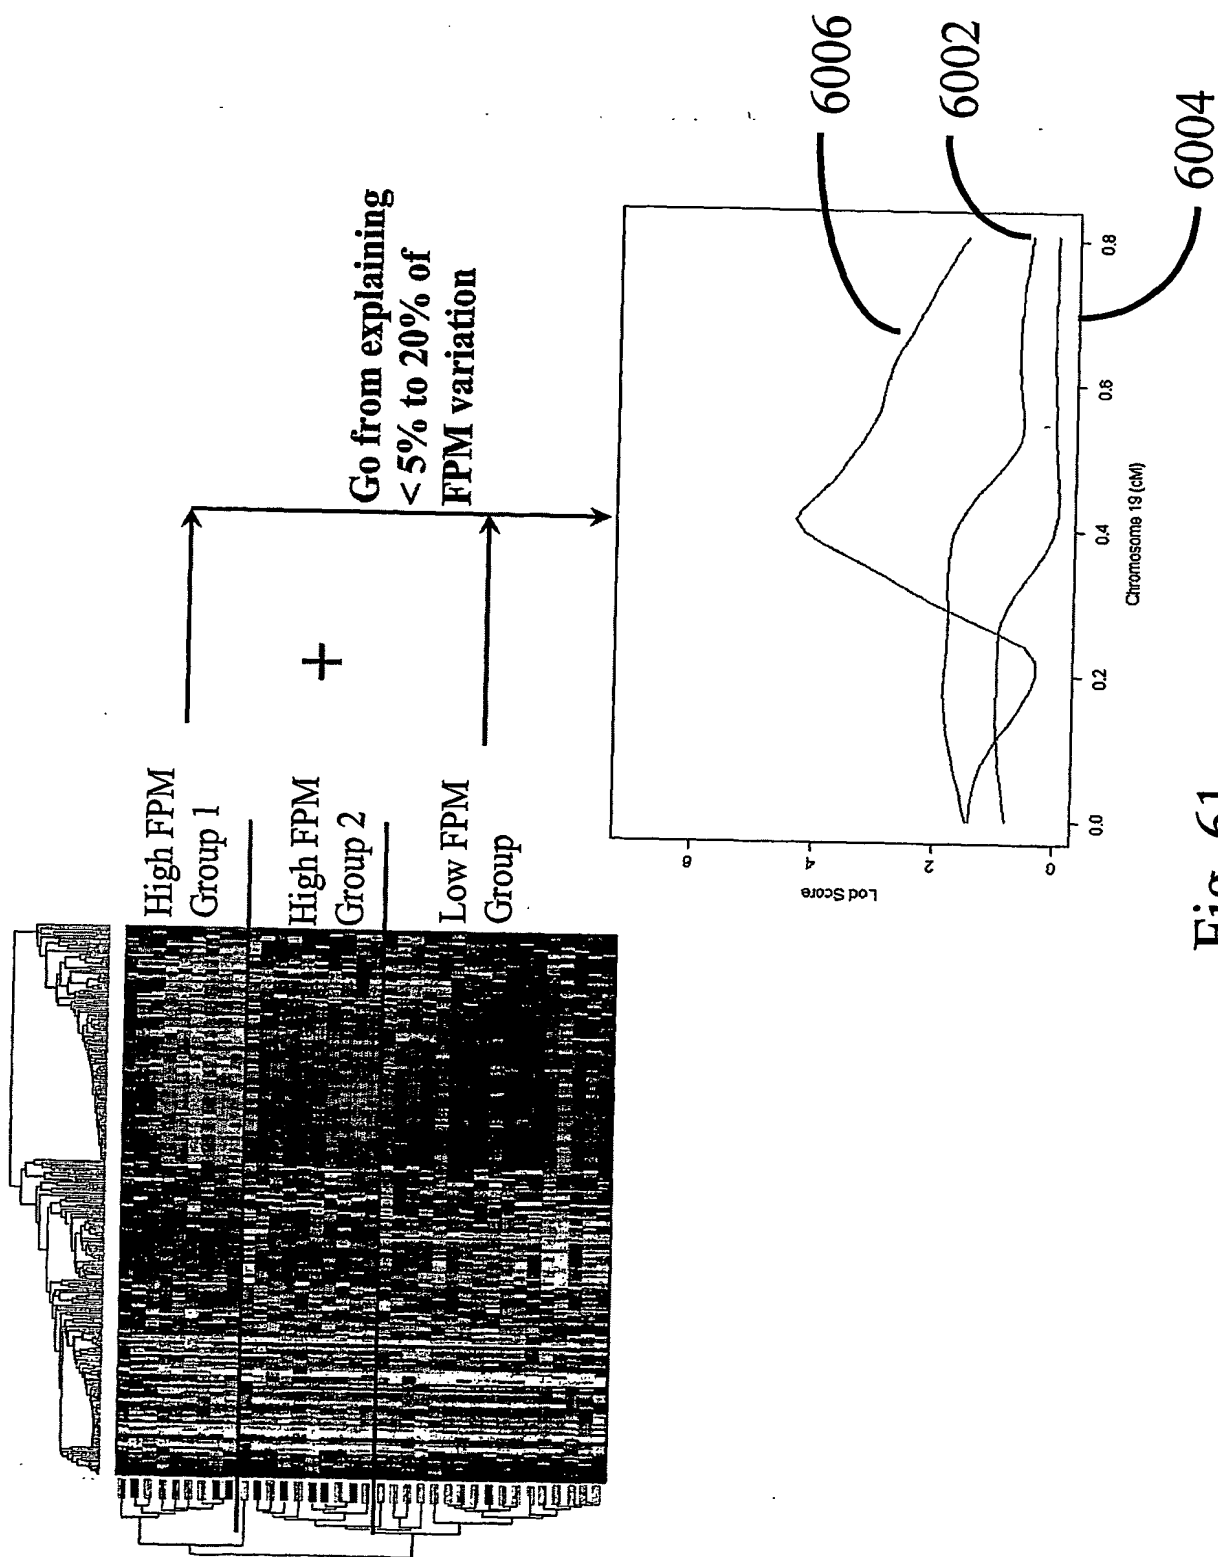 High FPM
Group 1
High FPM
Group 2
Low FPM
Group
+
Go from explaining
< 5% to 20% of
FPM variation
Lod Score
0
2
4
6
0.0
0.2
0.4
0.6
0.8
Chromosome 19 (cM)
6006
6002
6004
Fig. 61